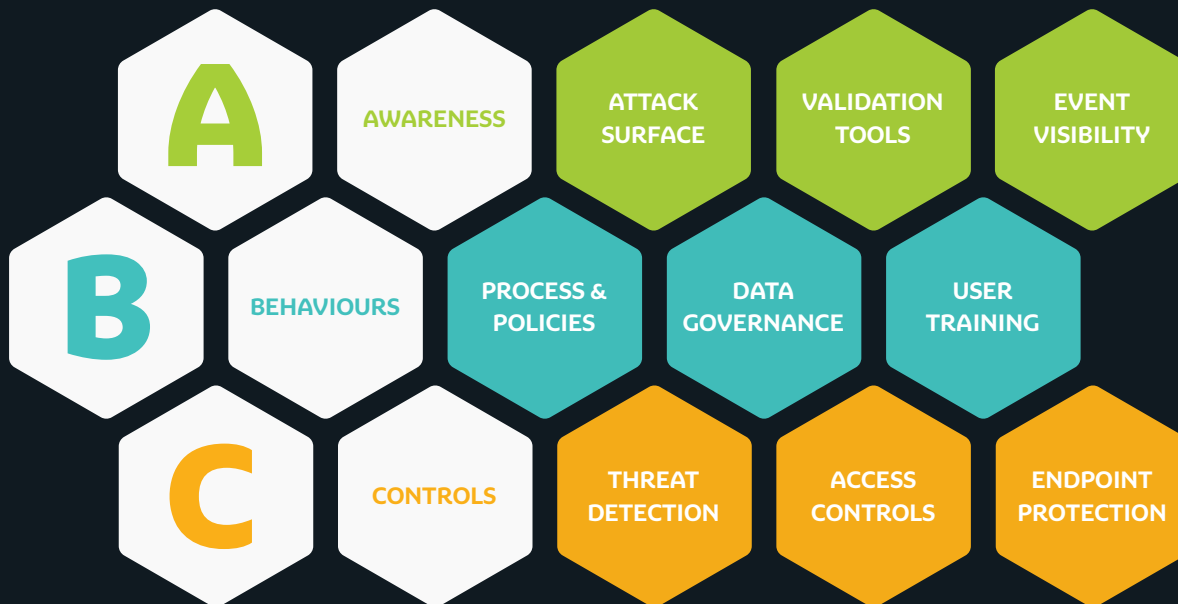 A
AWARENESS
ATTACK
SURFACE
VALIDATION
TOOLS
EVENT
VISIBILITY
B
BEHAVIOURS
PROCESS &
POLICIES
DATA
GOVERNANCE
USER
TRAINING
C
CONTROLS
THREAT
DETECTION
ACCESS
CONTROLS
ENDPOINT
PROTECTION